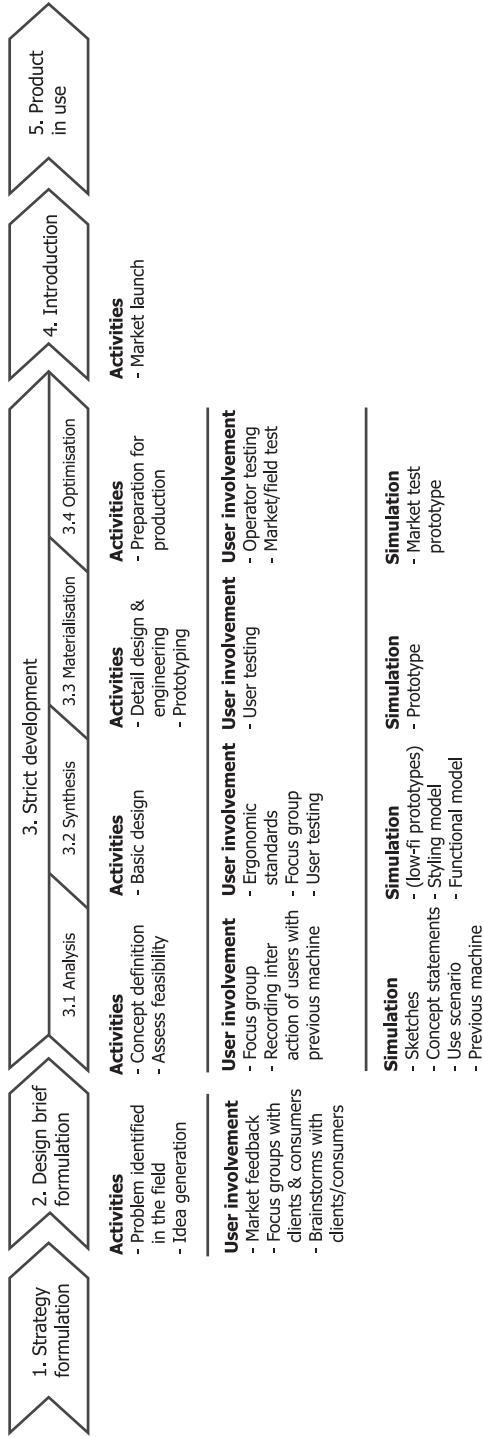 1. Strategy
formulation
2. Design brief
formulation
3. Strict development
3.1 Analysis
3.2 Synthesis
3.3 Materialisation
3.4 Optimisation
4. Introduction
5. Product
in use
Activities
- Problem identified
in the field
- Idea generation
User involvement
- Market feedback
- Focus groups with
clients & consumers
- Brainstorms with
clients/consumers
Activities
- Concept definition
- Assess feasibility
User involvement
- Focus group
- Recording inter
action of users with
previous machine
Simulation
- Sketches
- Concept statements
- Use scenario
- Previous machine
Activities
- Basic design
User involvement
- Ergonomic
standards
- Focus group
- User testing
Simulation
- (low-fi prototypes)
- Styling model
- Functional model
Activities
- Detail design &
engineering
- Prototyping
User involvement
- User testing
Simulation
- Prototype
Activities
- Preparation for
production
User involvement
- Operator testing
- Market/field test
Simulation
- Market test
prototype
Activities
- Market launch